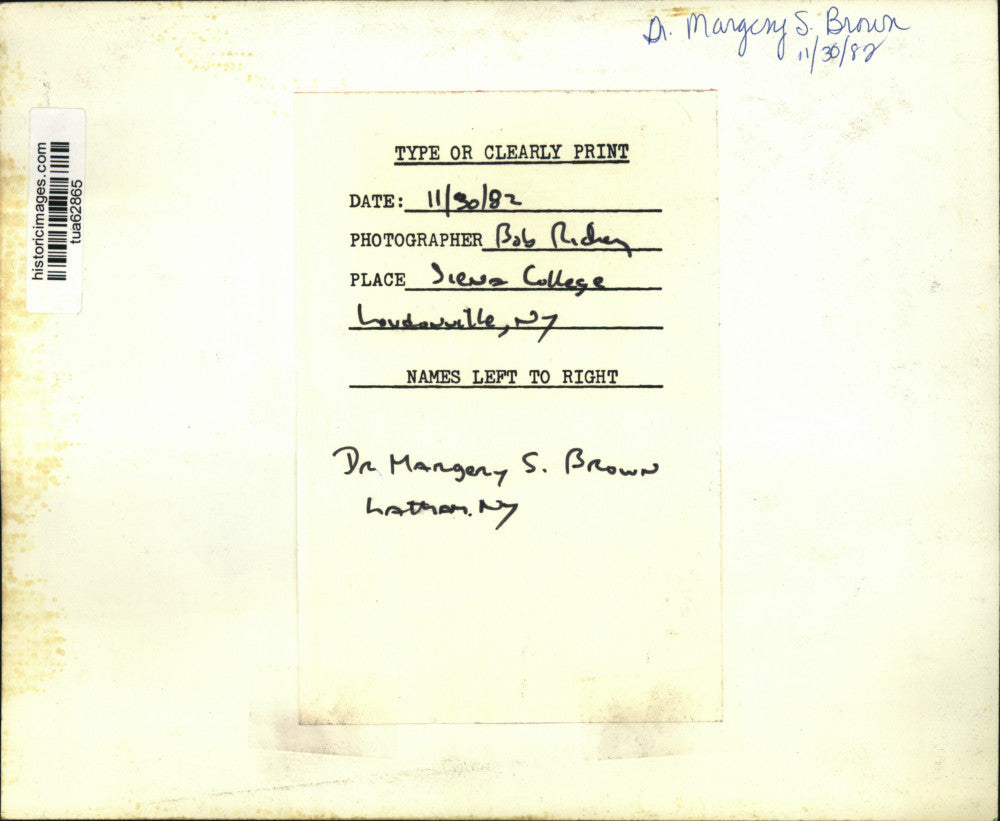 Dr. Margery S. Brown
11/30/82
historicimages.com
tua62865
TYPE OR CLEARLY PRINT
DATE: 11/30/82
PHOTOGRAPHER Bob
PLACE Siena College
Loudonville, NY
NAMES LEFT TO RIGHT
Dr Margery S. Brown
Latham, NY